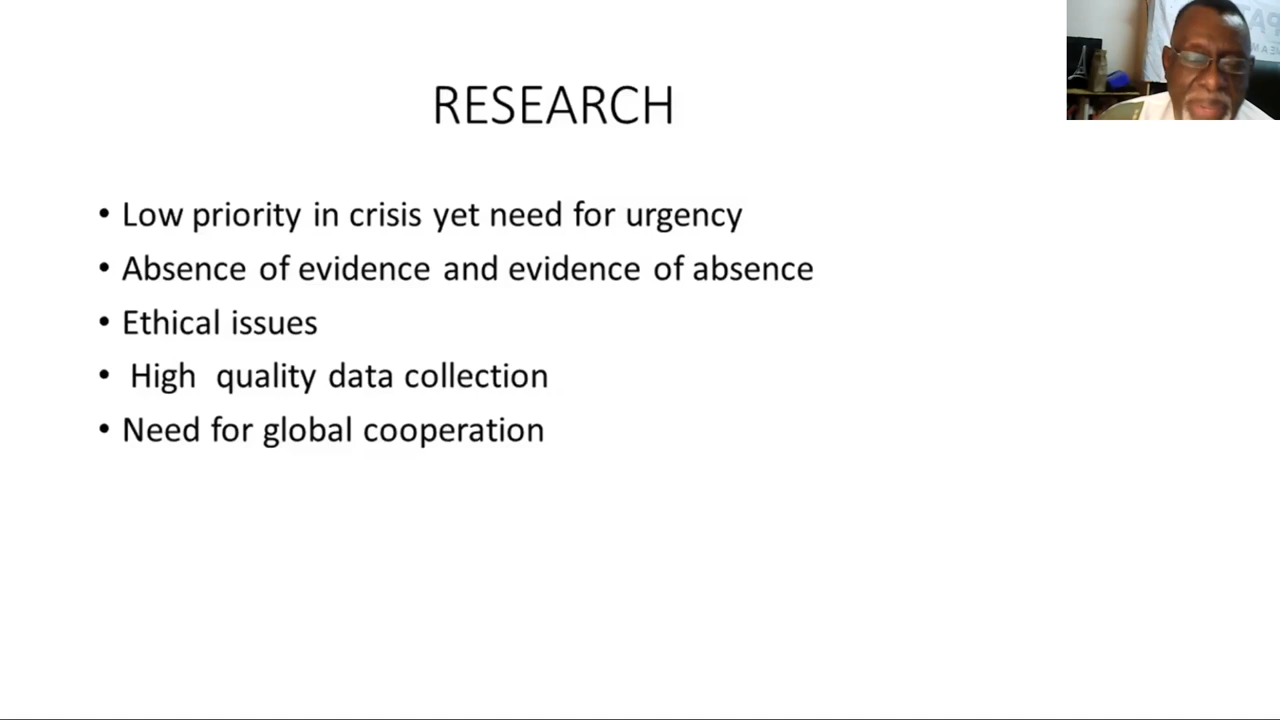 RESEARCH
• Low priority in crisis yet need for urgency
• Absence of evidence and evidence of absence
• Ethical issues
• High quality data collection
• Need for global cooperation